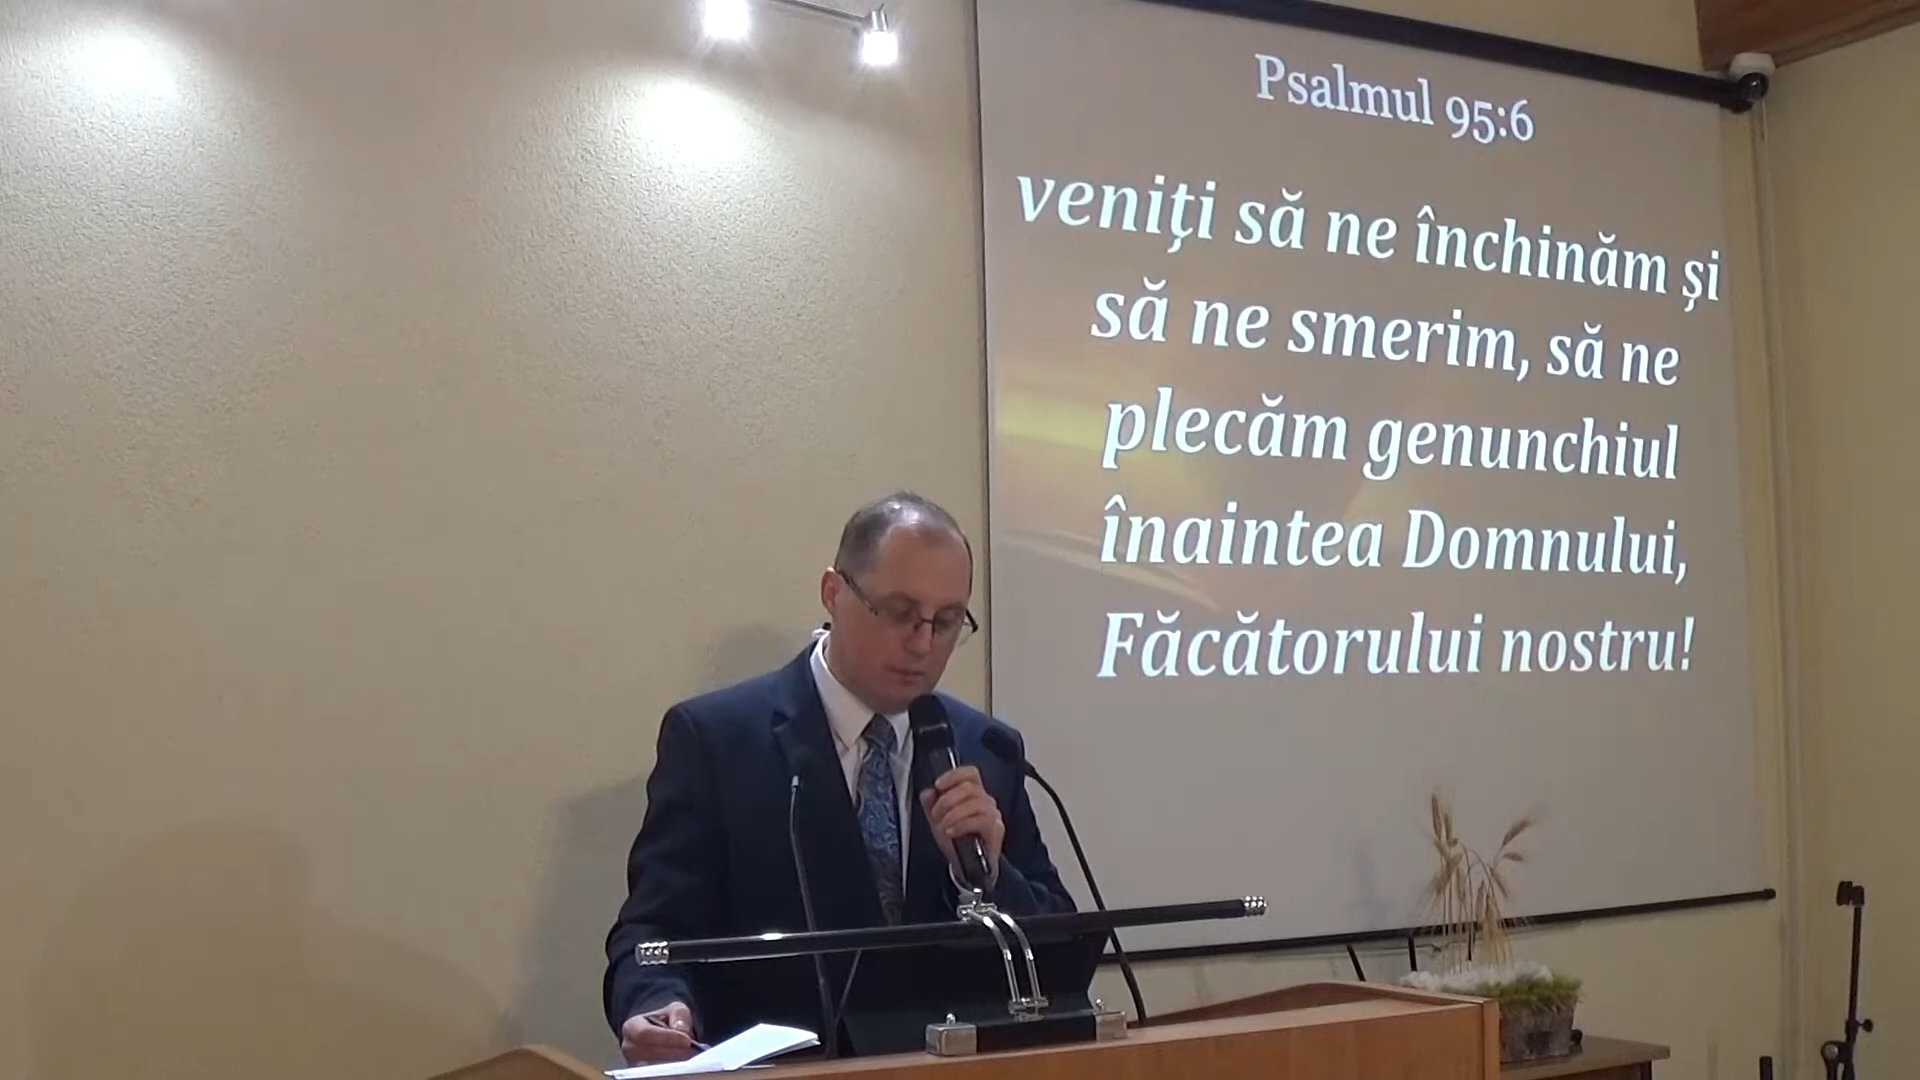 Psalmul 95:6
veniți să ne închinăm și
să ne smerim, să ne
plecăm genunchiul
înaintea Domnului,
Făcătorului nostru!